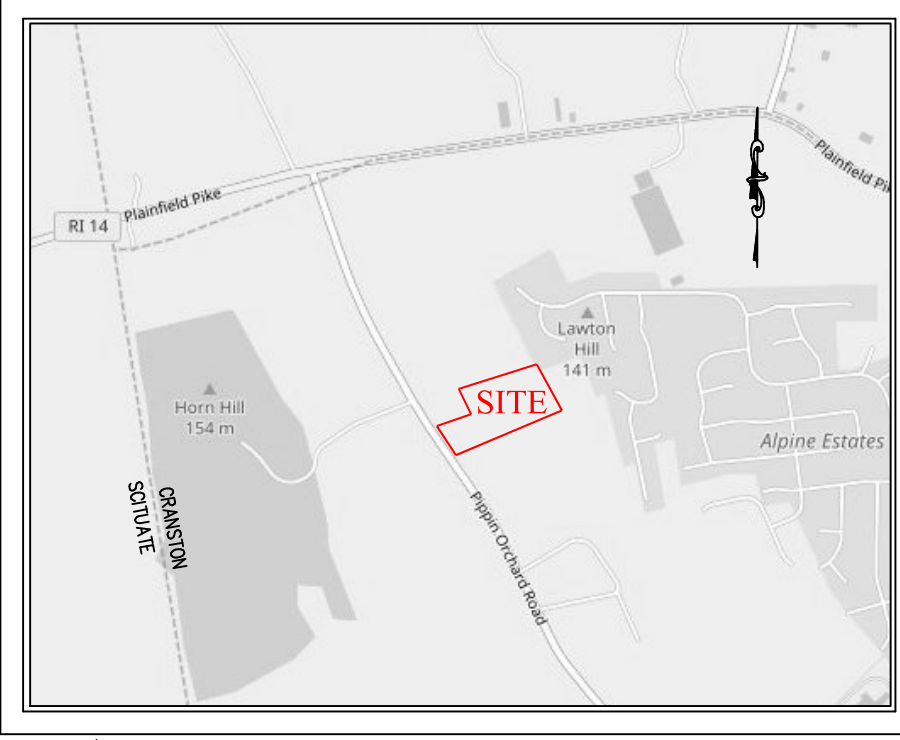 Plainfield Pike
Plainfield Pi
RI 14
Lawton
Hill
141 m
Horn Hill
154 m
SITE
Alpine Estates
CRANSTON
SCITUATE
Pippin Orchard Road